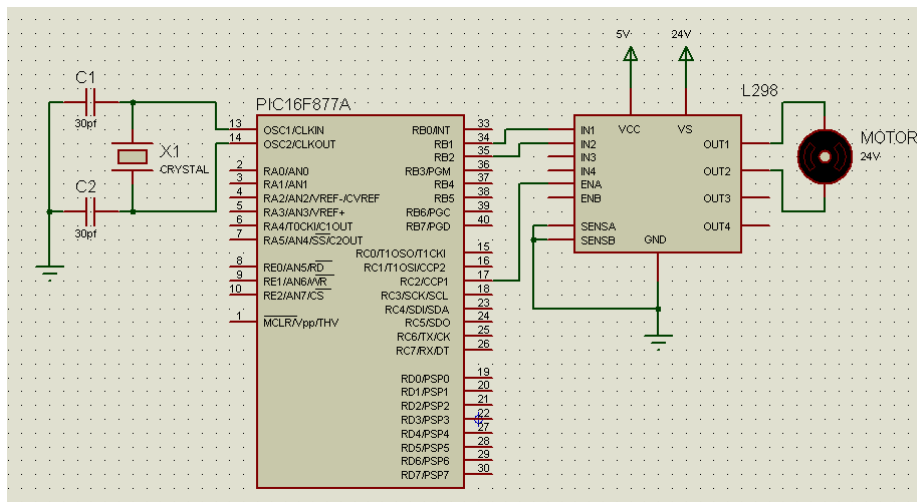 C1
30pf
X1
CRYSTAL
C2
30pf
PIC16F877A
13 OSC1/CLKIN RB0/INT 33
14 OSC2/CLKOUT RB1 34
RB2 35
2 RA0/AN0 RB3/PGM 36
3 RA1/AN1 RB4 37
4 RA2/AN2/VREF-/CVREF RB5 38
5 RA3/AN3/VREF+ RB6/PGC 39
6 RA4/T0CKI/C1OUT RB7/PGD 40
7 RA5/AN4/SS/C2OUT
RC0/T1OSO/T1CKI 15
8 RE0/AN5/RD RC1/T1OSI/CCP2 16
9 RE1/AN6/WR RC2/CCP1 17
10 RE2/AN7/CS RC3/SCK/SCL 18
RC4/SDI/SDA 23
1 MCLR/Vpp/THV RC5/SDO 24
RC6/TX/CK 25
RC7/RX/DT 26
RD0/PSP0 19
RD1/PSP1 20
RD2/PSP2 21
RD3/PSP3 22
RD4/PSP4 27
RD5/PSP5 28
RD6/PSP6 29
RD7/PSP7 30
5V 24V
L298
VCC VS
IN1 OUT1
IN2 OUT2
IN3
IN4
ENA OUT3
ENB
SENSA OUT4
SENSB GND
MOTOR
24V